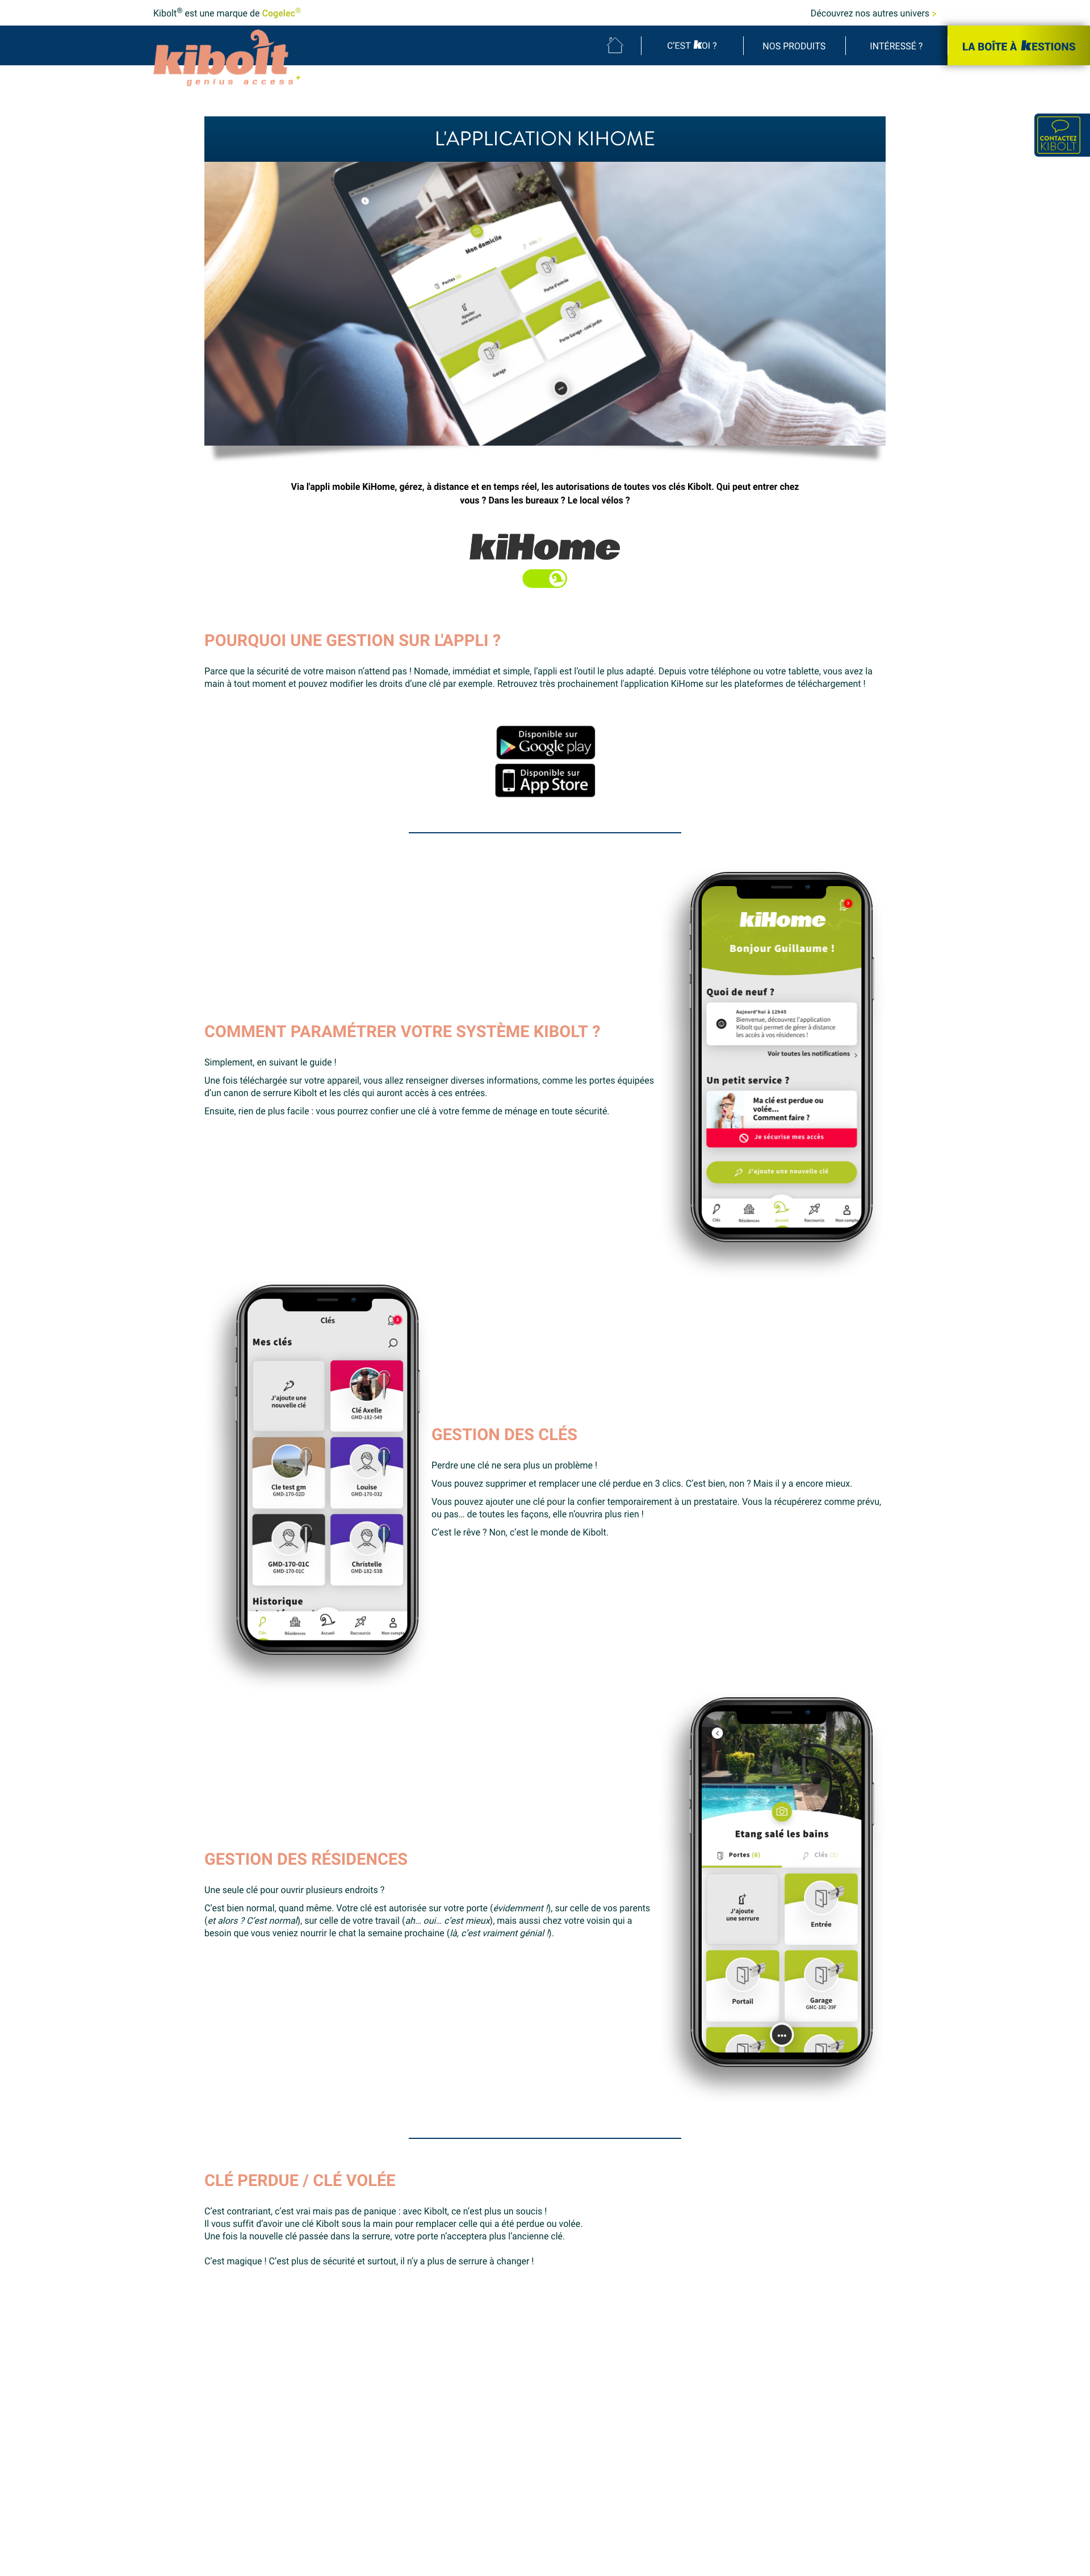 Kibolt® est une marque de Cogelec®
Découvrez nos autres univers >
kibolt
genius access
C'EST kOI ?
NOS PRODUITS
INTÉRESSÉ ?
LA BOÎTE À kESTIONS
CONTACTEZ
KIBOLT
L'APPLICATION KIHOME
Mon domicile
Portes
Clés
Ajouter
une serrure
Porte d'entrée
Garage
Porte Garage - coté jardin
Via l'appli mobile KiHome, gérez, à distance et en temps réel, les autorisations de toutes vos clés Kibolt. Qui peut entrer chez
vous ? Dans les bureaux ? Le local vélos ?
kiHome
POURQUOI UNE GESTION SUR L'APPLI ?
Parce que la sécurité de votre maison n’attend pas ! Nomade, immédiat et simple, l’appli est l’outil le plus adapté. Depuis votre téléphone ou votre tablette, vous avez la
main à tout moment et pouvez modifier les droits d’une clé par exemple. Retrouvez très prochainement l'application KiHome sur les plateformes de téléchargement !
Disponible sur
Google play
Disponible sur
App Store
COMMENT PARAMÉTRER VOTRE SYSTÈME KIBOLT ?
Simplement, en suivant le guide !
Une fois téléchargée sur votre appareil, vous allez renseigner diverses informations, comme les portes équipées
d’un canon de serrure Kibolt et les clés qui auront accès à ces entrées.
Ensuite, rien de plus facile : vous pourrez confier une clé à votre femme de ménage en toute sécurité.
3
kiHome
Bonjour Guillaume !
Quoi de neuf ?
Aujourd'hui à 12h45
Bienvenue, découvrez l'application
Kibolt qui permet de gérer à distance
les accès à vos résidences !
Voir toutes les notifications >
Un petit service ?
Ma clé est perdue ou
volée...
Comment faire ?
Je sécurise mes accès
J'ajoute une nouvelle clé
Clés
Résidences
Accueil
Raccourcis
Mon compte
Clés
3
Mes clés
J'ajoute une
nouvelle clé
Clé Axelle
GMD-182-549
Cle test gm
GMD-170-02D
Louise
GMD-170-032
GMD-170-01C
GMD-170-01C
Christelle
GMD-182-53B
Historique
Clés
Résidences
Accueil
Raccourcis
Mon compte
GESTION DES CLÉS
Perdre une clé ne sera plus un problème !
Vous pouvez supprimer et remplacer une clé perdue en 3 clics. C’est bien, non ? Mais il y a encore mieux.
Vous pouvez ajouter une clé pour la confier temporairement à un prestataire. Vous la récupérerez comme prévu,
ou pas… de toutes les façons, elle n’ouvrira plus rien !
C’est le rêve ? Non, c’est le monde de Kibolt.
GESTION DES RÉSIDENCES
Une seule clé pour ouvrir plusieurs endroits ?
C’est bien normal, quand même. Votre clé est autorisée sur votre porte (évidemment !), sur celle de vos parents
(et alors ? C’est normal), sur celle de votre travail (ah… oui… c’est mieux), mais aussi chez votre voisin qui a
besoin que vous veniez nourrir le chat la semaine prochaine (là, c’est vraiment génial !).
Etang salé les bains
Portes (6)
Clés
J'ajoute
une serrure
Entrée
Portail
Garage
GMC-181-39F
CLÉ PERDUE / CLÉ VOLÉE
C’est contrariant, c’est vrai mais pas de panique : avec Kibolt, ce n’est plus un soucis !
Il vous suffit d’avoir une clé Kibolt sous la main pour remplacer celle qui a été perdue ou volée.
Une fois la nouvelle clé passée dans la serrure, votre porte n’acceptera plus l’ancienne clé.
C’est magique ! C’est plus de sécurité et surtout, il n’y a plus de serrure à changer !